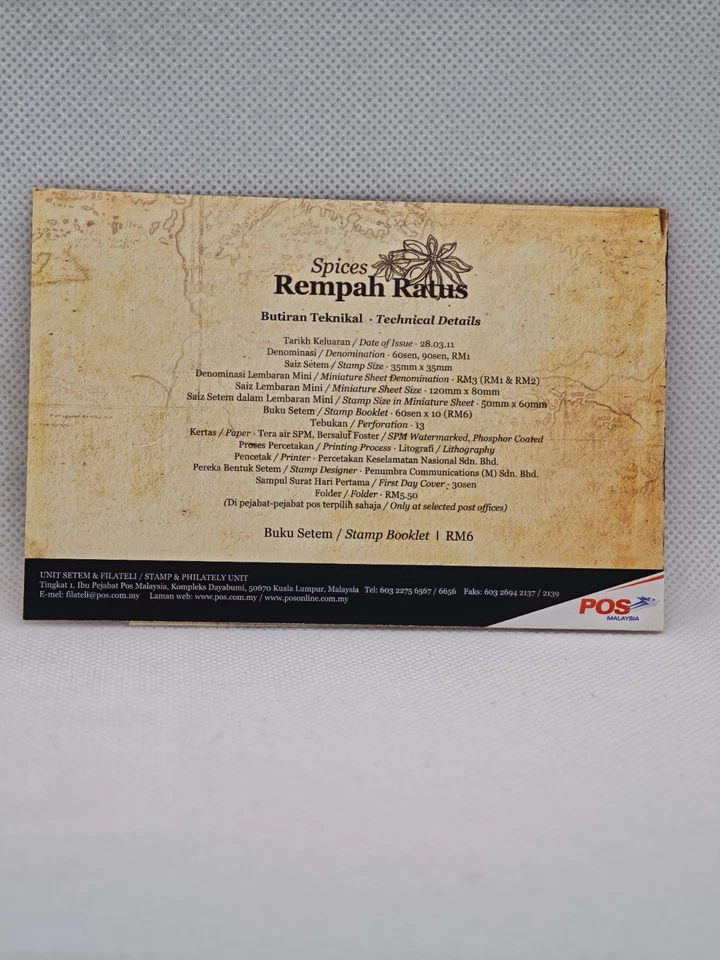 Spices
Rempah Ratus
Butiran Teknikal · Technical Details
Tarikh Keluaran / Date of Issue · 28.03.11
Denominasi / Denomination · 60sen, 90sen, RM1
Saiz Setem / Stamp Size · 35mm x 35mm
Denominasi Lembaran Mini / Miniature Sheet Denomination · RM3 (RM1 & RM2)
Saiz Lembaran Mini / Miniature Sheet Size · 120mm x 80mm
Saiz Setem dalam Lembaran Mini / Stamp Size in Miniature Sheet · 50mm x 60mm
Buku Setem / Stamp Booklet · 60sen x 10 (RM6)
Tebukan / Perforation · 13
Kertas / Paper · Tera air SPM, Bersalut Foster / SPM Watermarked, Phosphor Coated
Proses Percetakan / Printing Process · Litografi / Lithography
Pencetak / Printer · Percetakan Keselamatan Nasional Sdn. Bhd.
Pereka Bentuk Setem / Stamp Designer · Penumbra Communications (M) Sdn. Bhd.
Sampul Surat Hari Pertama / First Day Cover · 30sen
Folder / Folder · RM5.50
(Di pejabat-pejabat pos terpilih sahaja / Only at selected post offices)
Buku Setem / Stamp Booklet | RM6
UNIT SETEM & FILATELI / STAMP & PHILATELY UNIT
Tingkat 1, Ibu Pejabat Pos Malaysia, Kompleks Dayabumi, 50670 Kuala Lumpur, Malaysia Tel: 603 2275 6567 / 6656 Faks: 603 2694 2137 / 2139
E-mel: filateli@pos.com.my Laman web: www.pos.com.my / www.posonline.com.my
POS
MALAYSIA